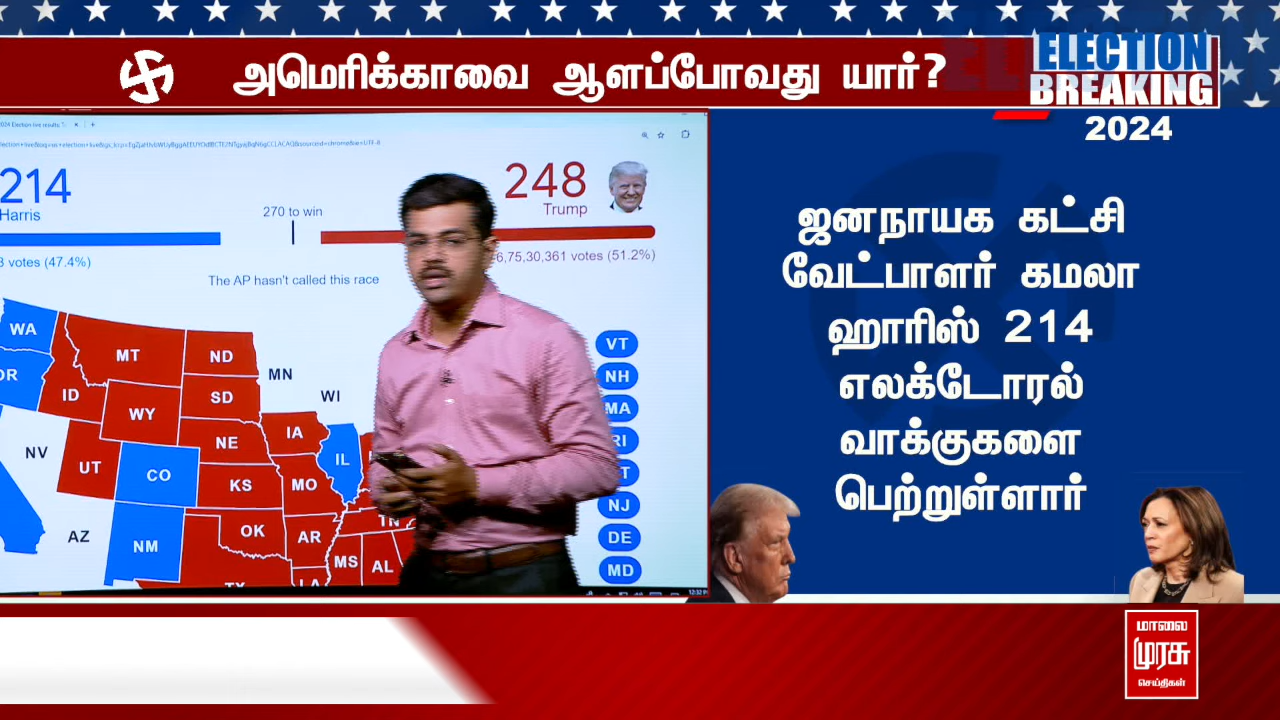 அமெரிக்காவை ஆளப்போவது யார்?
ELECTION
BREAKING
2024
214
Harris
248
Trump
270 to win
votes (47.4%)
6,75,30,361 votes (51.2%)
The AP hasn't called this race
WA
MT
ND
MN
ID
SD
WI
WY
NV
NE
IA
UT
CO
IL
KS
MO
AZ
OK
TN
NM
AR
MS
AL
VT
NH
MA
RI
NJ
DE
MD
ஜனநாயக கட்சி
வேட்பாளர் கமலா
ஹாரிஸ் 214
எலக்டோரல்
வாக்குகளை
பெற்றுள்ளார்
மாலை
முரசு
செய்திகள்